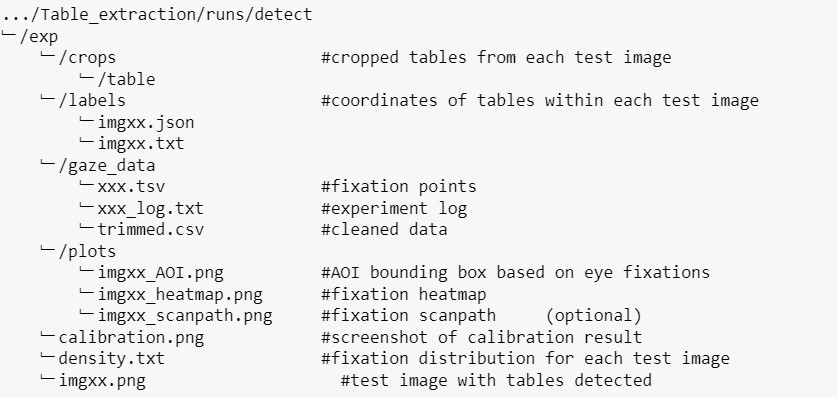 .../Table_extraction/runs/detect
└─/exp
    └─/crops                     #cropped tables from each test image
        └─/table
    └─/labels                    #coordinates of tables within each test image
        └─imgxx.json
        └─imgxx.txt
    └─/gaze_data
        └─xxx.tsv                #fixation points
        └─xxx_log.txt            #experiment log
        └─trimmed.csv            #cleaned data
    └─/plots
        └─imgxx_AOI.png          #AOI bounding box based on eye fixations
        └─imgxx_heatmap.png      #fixation heatmap
        └─imgxx_scanpath.png     #fixation scanpath     (optional)
    └─calibration.png            #screenshot of calibration result
    └─density.txt                #fixation distribution for each test image
    └─imgxx.png                    #test image with tables detected